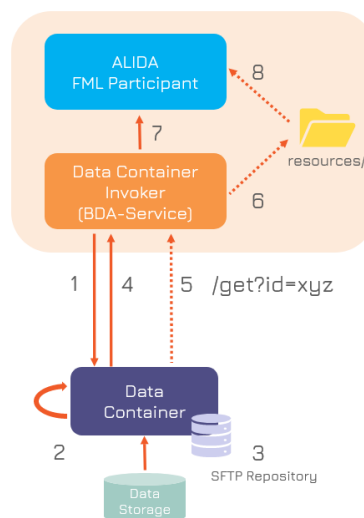 ALIDA
FML Participant
8
7
resources/
Data Container
Invoker
(BDA-Service)
6
1
4
5
/get?id=xyz
Data
Container
2
3
SFTP Repository
Data
Storage